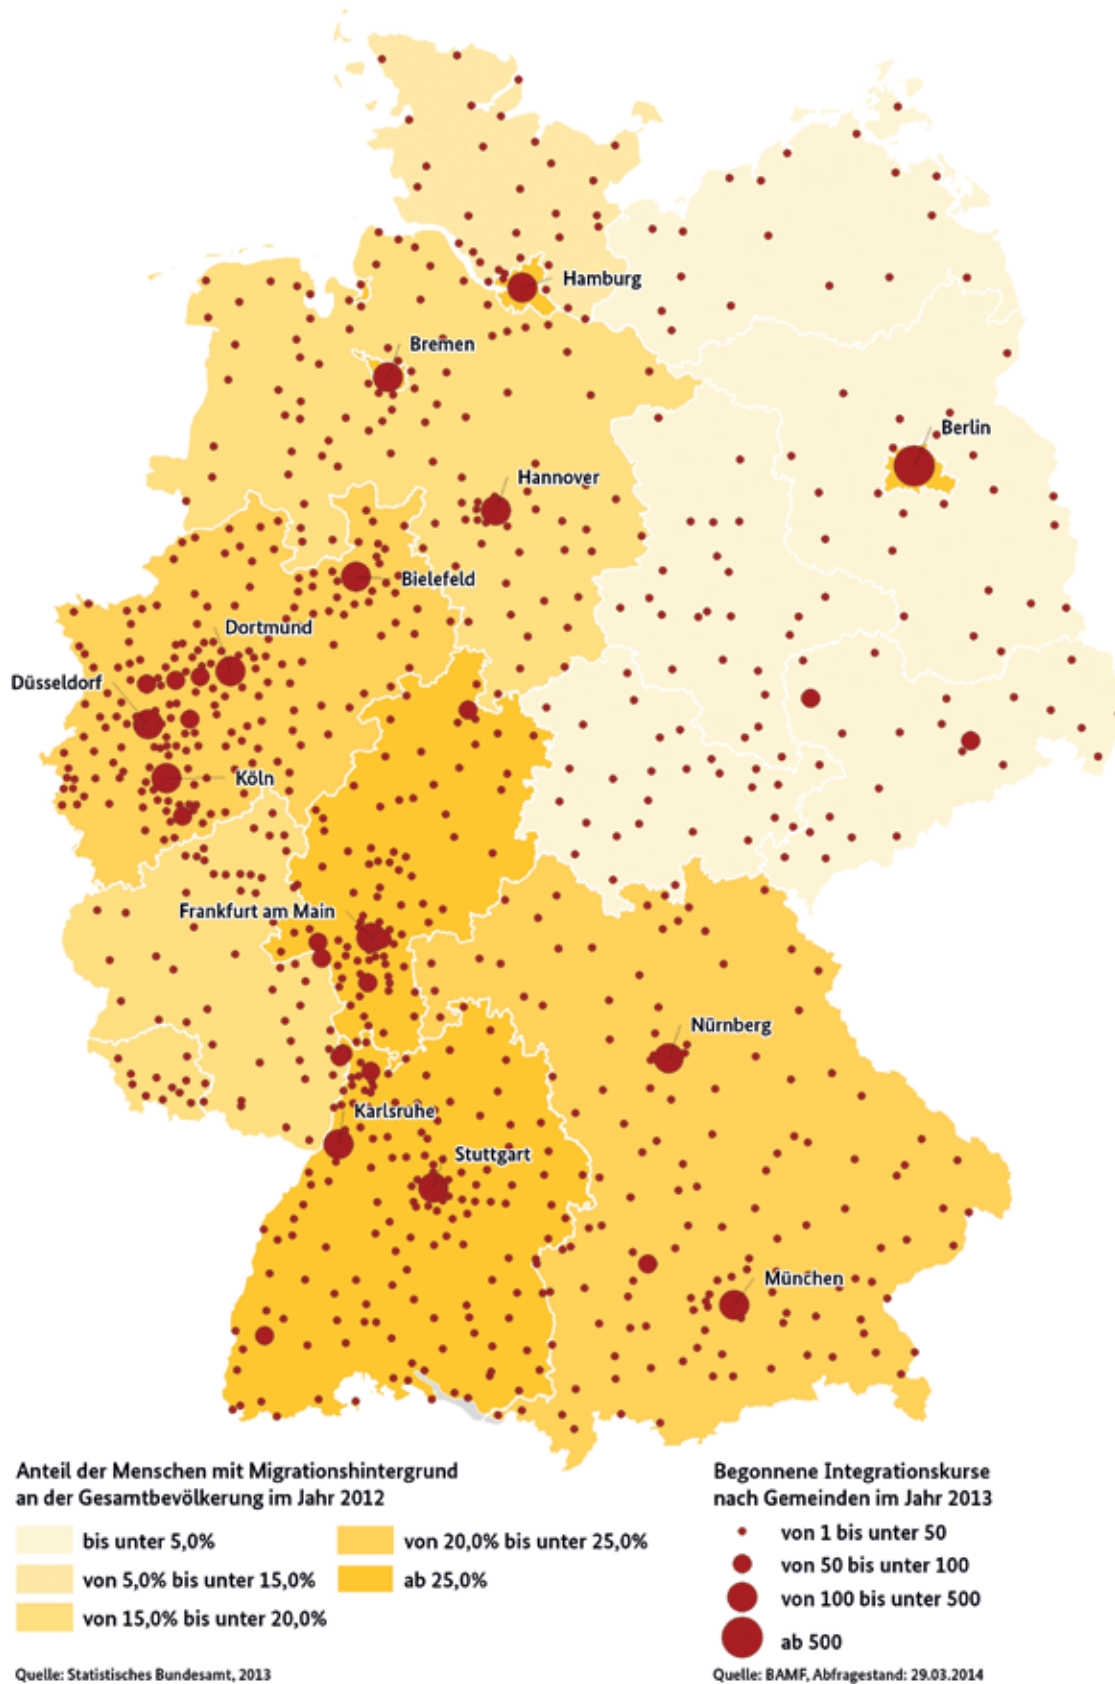 Hamburg
Bremen
Berlin
Hannover
Bielefeld
Dortmund
Düsseldorf
Köln
Frankfurt am Main
Nürnberg
Karlsruhe
Stuttgart
München
Anteil der Menschen mit Migrationshintergrund
an der Gesamtbevölkerung im Jahr 2012
bis unter 5,0%
von 5,0% bis unter 15,0%
von 15,0% bis unter 20,0%
von 20,0% bis unter 25,0%
ab 25,0%
Quelle: Statistisches Bundesamt, 2013
Begonnene Integrationskurse
nach Gemeinden im Jahr 2013
von 1 bis unter 50
von 50 bis unter 100
von 100 bis unter 500
ab 500
Quelle: BAMF, Abfragestand: 29.03.2014